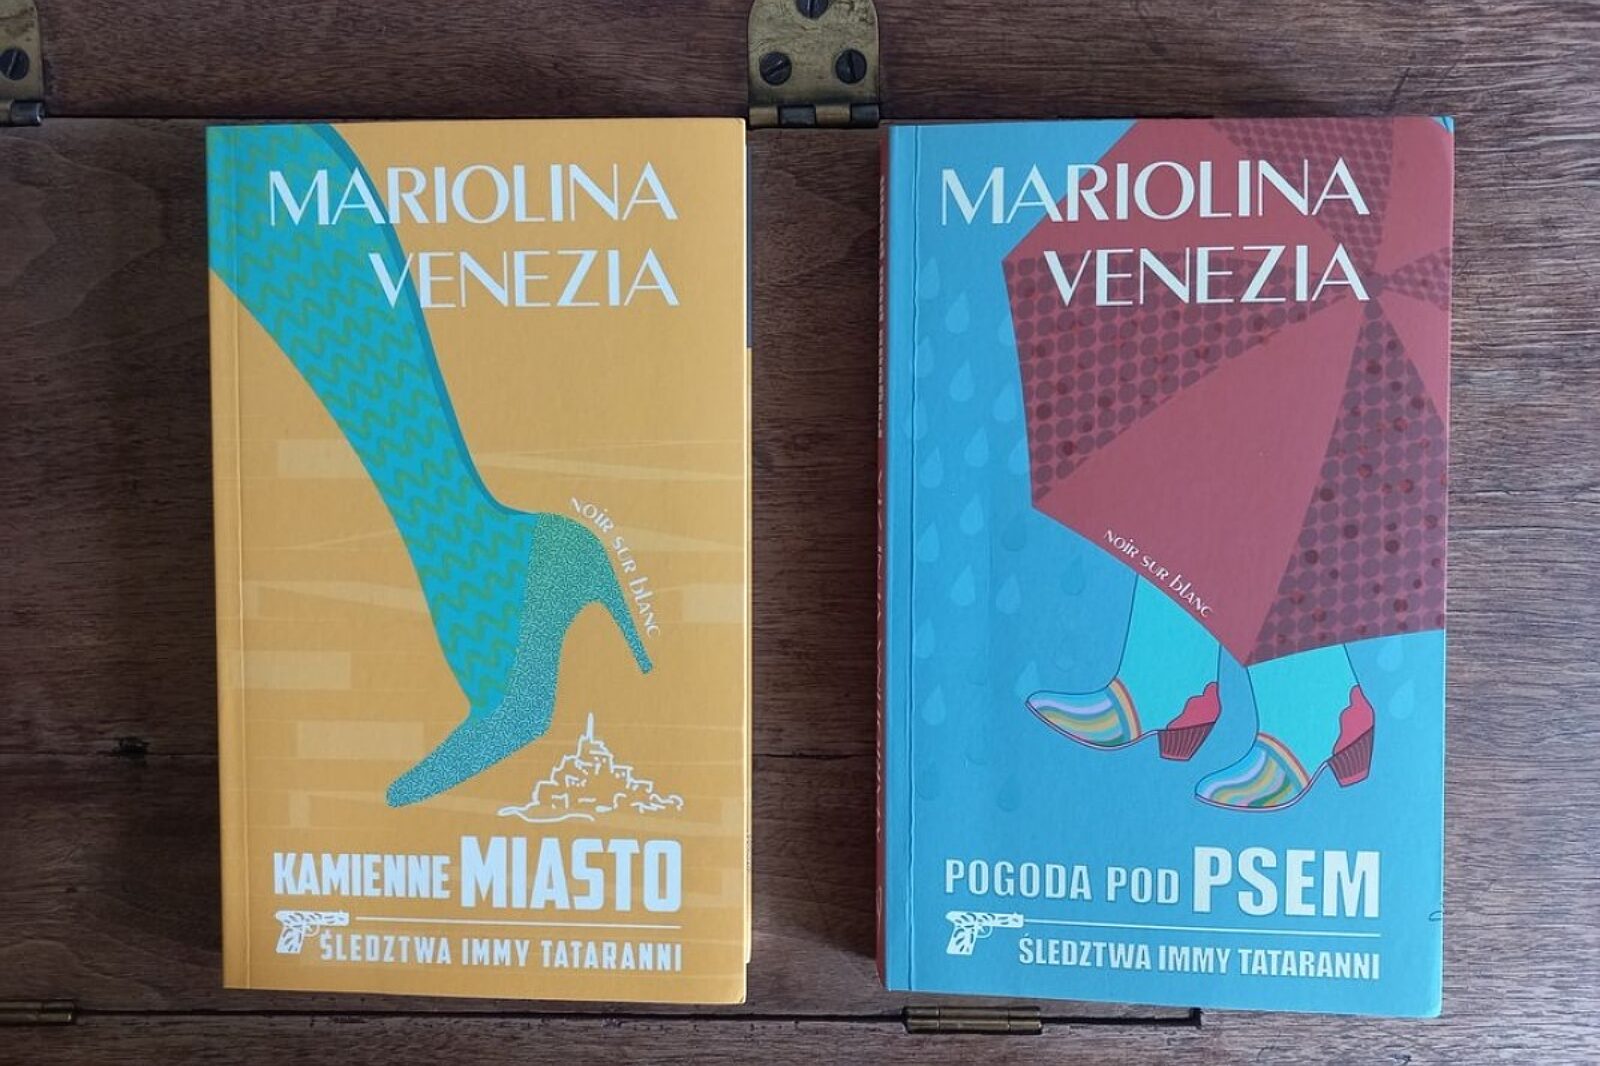 MARIOLINA
VENEZIA
NOIR SUR BLANC
KAMIENNE MIASTO
ŚLEDZTWA IMMY TATARANNI
MARIOLINA
VENEZIA
NOIR SUR BLANC
POGODA POD PSEM
ŚLEDZTWA IMMY TATARANNI